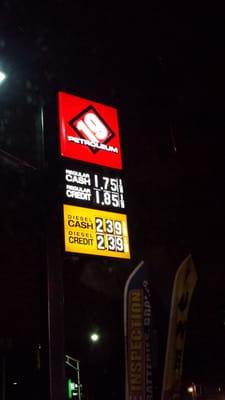 19
PETROLEUM
REGULAR
CASH 1.75
REGULAR
CREDIT 1.85
DIESEL
CASH 2.39
DIESEL
CREDIT 2.39
INSPECTION
BATTERIES